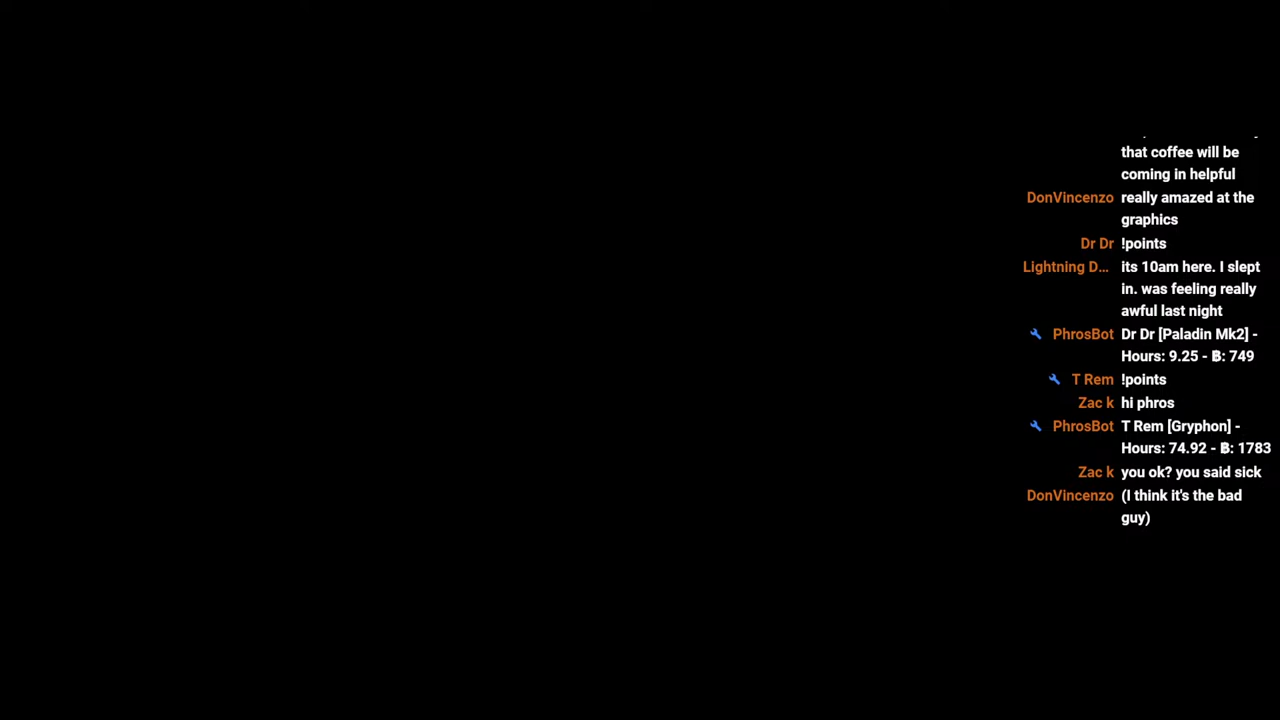 that coffee will be
coming in helpful
DonVincenzo really amazed at the
graphics
Dr Dr !points
Lightning D... its 10am here. I slept
in. was feeling really
awful last night
PhrosBot Dr Dr [Paladin Mk2] -
Hours: 9.25 - ฿: 749
T Rem !points
Zac k hi phros
PhrosBot T Rem [Gryphon] -
Hours: 74.92 - ฿: 1783
Zac k you ok? you said sick
DonVincenzo (I think it's the bad
guy)